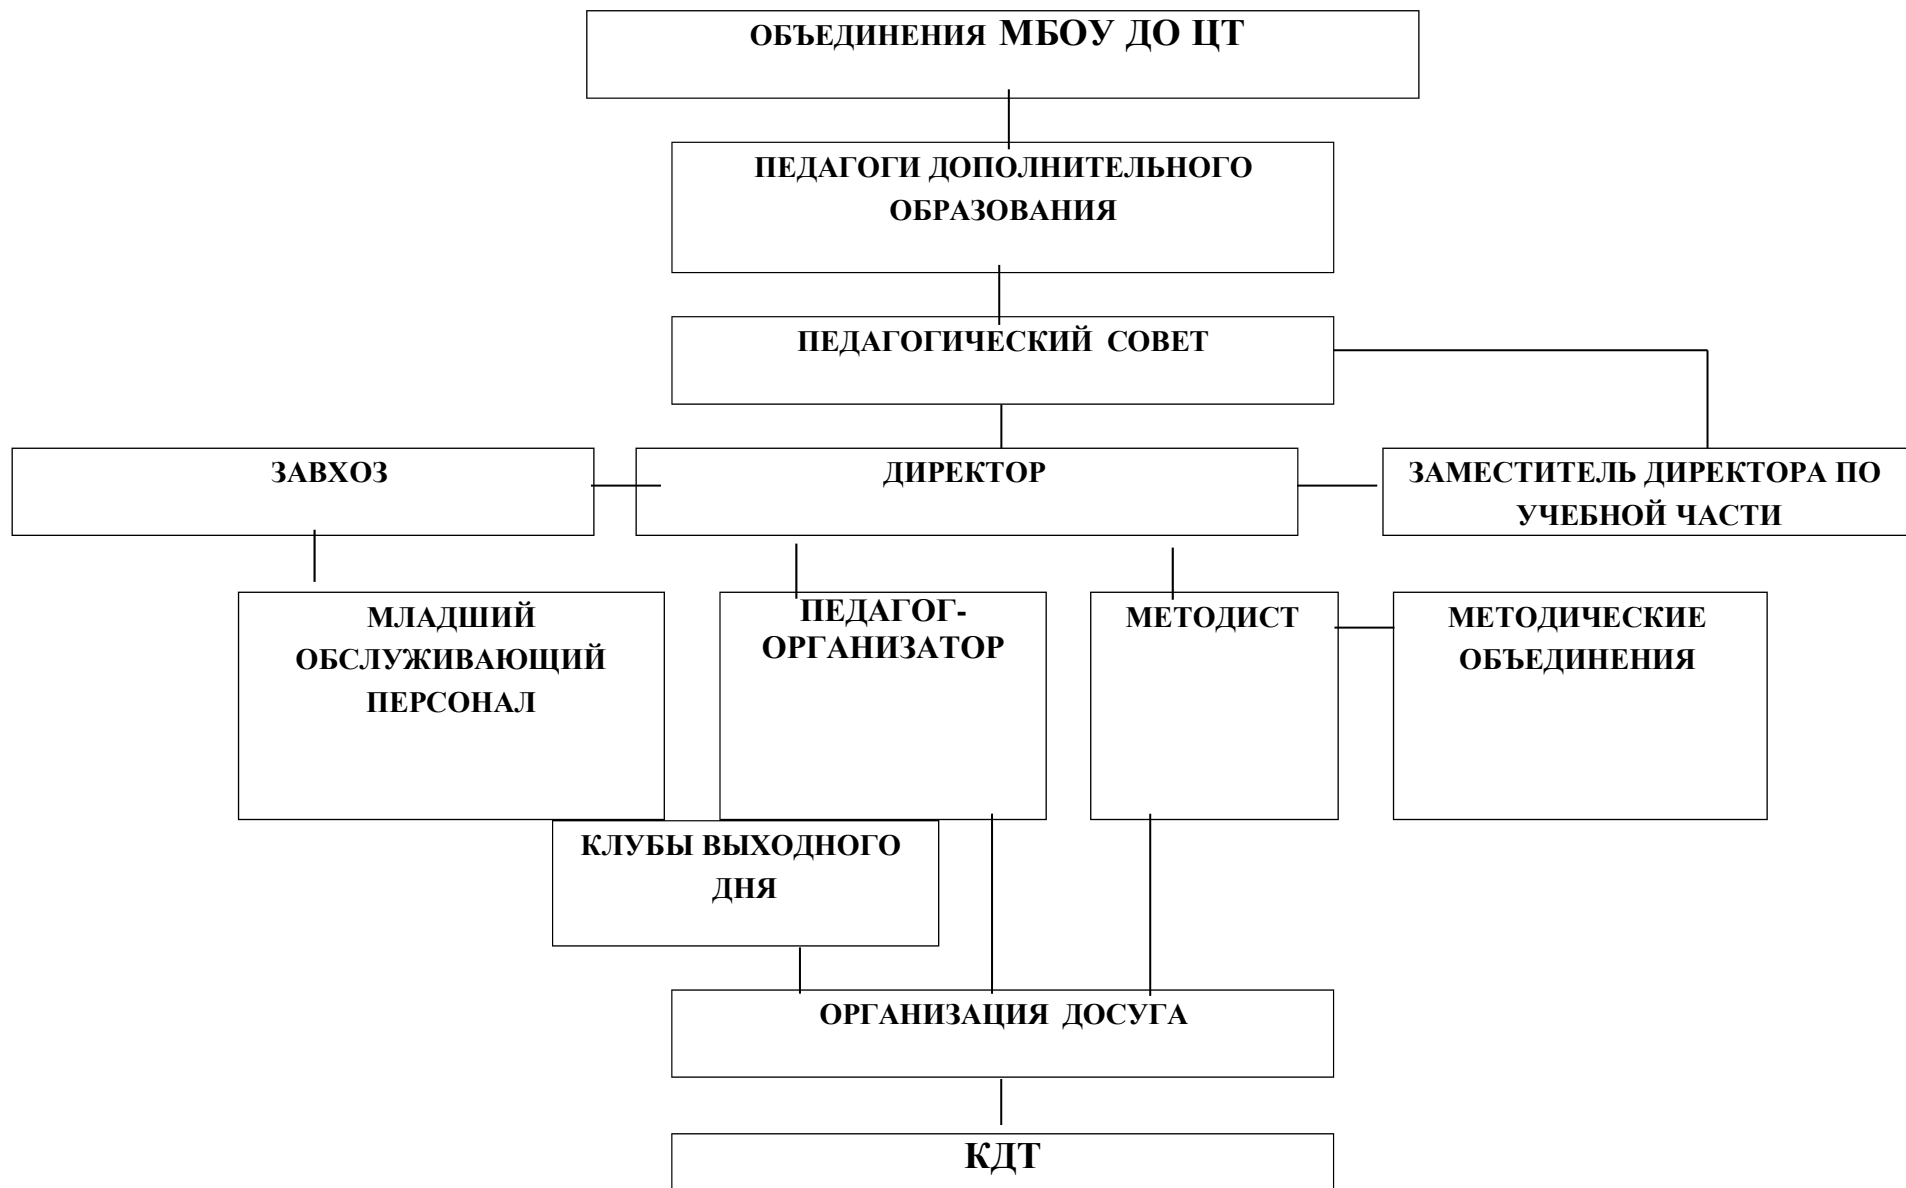 ОБЪЕДИНЕНИЯ МБОУ ДО ЦТ
ПЕДАГОГИ ДОПОЛНИТЕЛЬНОГО
ОБРАЗОВАНИЯ
ПЕДАГОГИЧЕСКИЙ СОВЕТ
ЗАВХОЗ
ДИРЕКТОР
ЗАМЕСТИТЕЛЬ ДИРЕКТОРА ПО
УЧЕБНОЙ ЧАСТИ
МЛАДШИЙ
ОБСЛУЖИВАЮЩИЙ
ПЕРСОНАЛ
ПЕДАГОГ-
ОРГАНИЗАТОР
МЕТОДИСТ
МЕТОДИЧЕСКИЕ
ОБЪЕДИНЕНИЯ
КЛУБЫ ВЫХОДНОГО
ДНЯ
ОРГАНИЗАЦИЯ ДОСУГА
КДТ